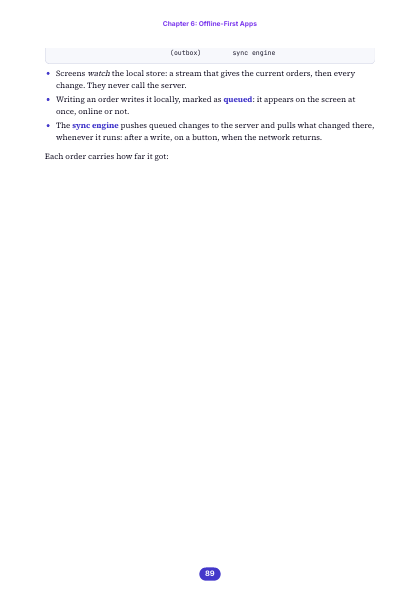 Chapter 6: Offline-First Apps
(outbox) sync engine
• Screens watch the local store: a stream that gives the current orders, then every
change. They never call the server.
• Writing an order writes it locally, marked as queued: it appears on the screen at
once, online or not.
• The sync engine pushes queued changes to the server and pulls what changed there,
whenever it runs: after a write, on a button, when the network returns.
Each order carries how far it got:
89